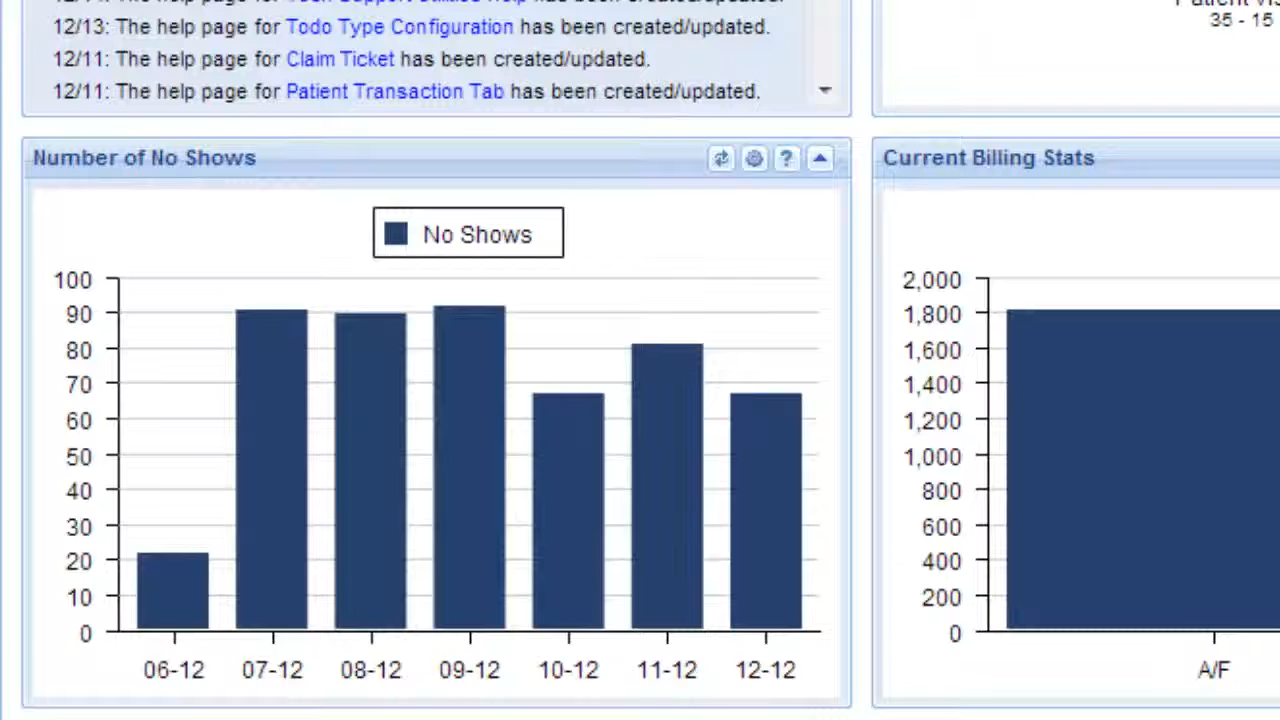 12/13: The help page for Todo Type Configuration has been created/updated.
12/11: The help page for Claim Ticket has been created/updated.
12/11: The help page for Patient Transaction Tab has been created/updated.
35 - 15
Number of No Shows
?
No Shows
100
90
80
70
60
50
40
30
20
10
0
06-12 07-12 08-12 09-12 10-12 11-12 12-12
Current Billing Stats
2,000
1,800
1,600
1,400
1,200
1,000
800
600
400
200
0
A/F